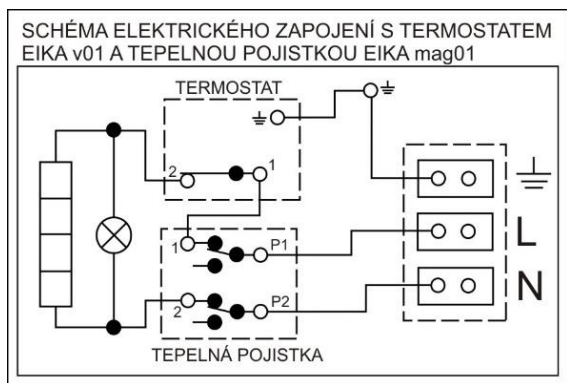 SCHÉMA ELEKTRICKÉHO ZAPOJENÍ S TERMOSTATEM
EIKA v01 A TEPELNOU POJISTKOU EIKA mag01
TERMOSTAT
2
1
1
P1
L
2
P2
N
TEPELNÁ POJISTKA